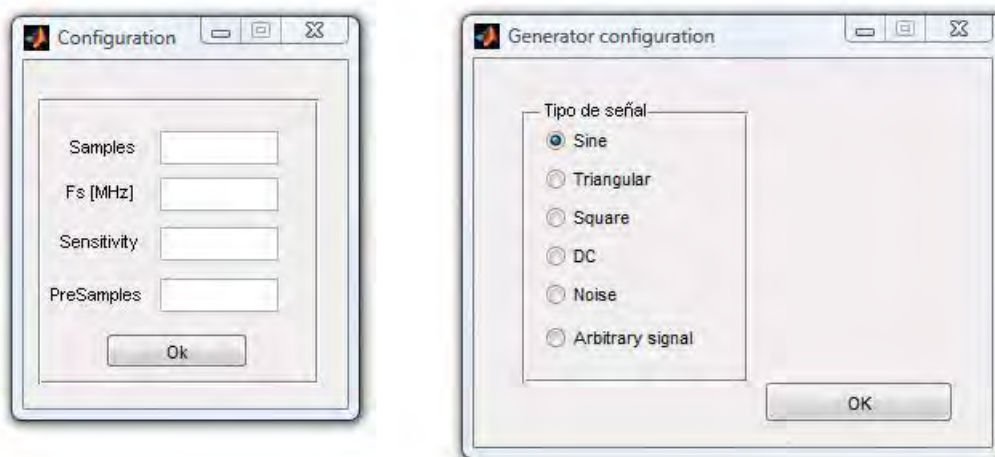 Configuration
Samples
Fs [MHz]
Sensitivity
PreSamples
Ok
Generator configuration
Tipo de señal
Sine
Triangular
Square
DC
Noise
Arbitrary signal
OK